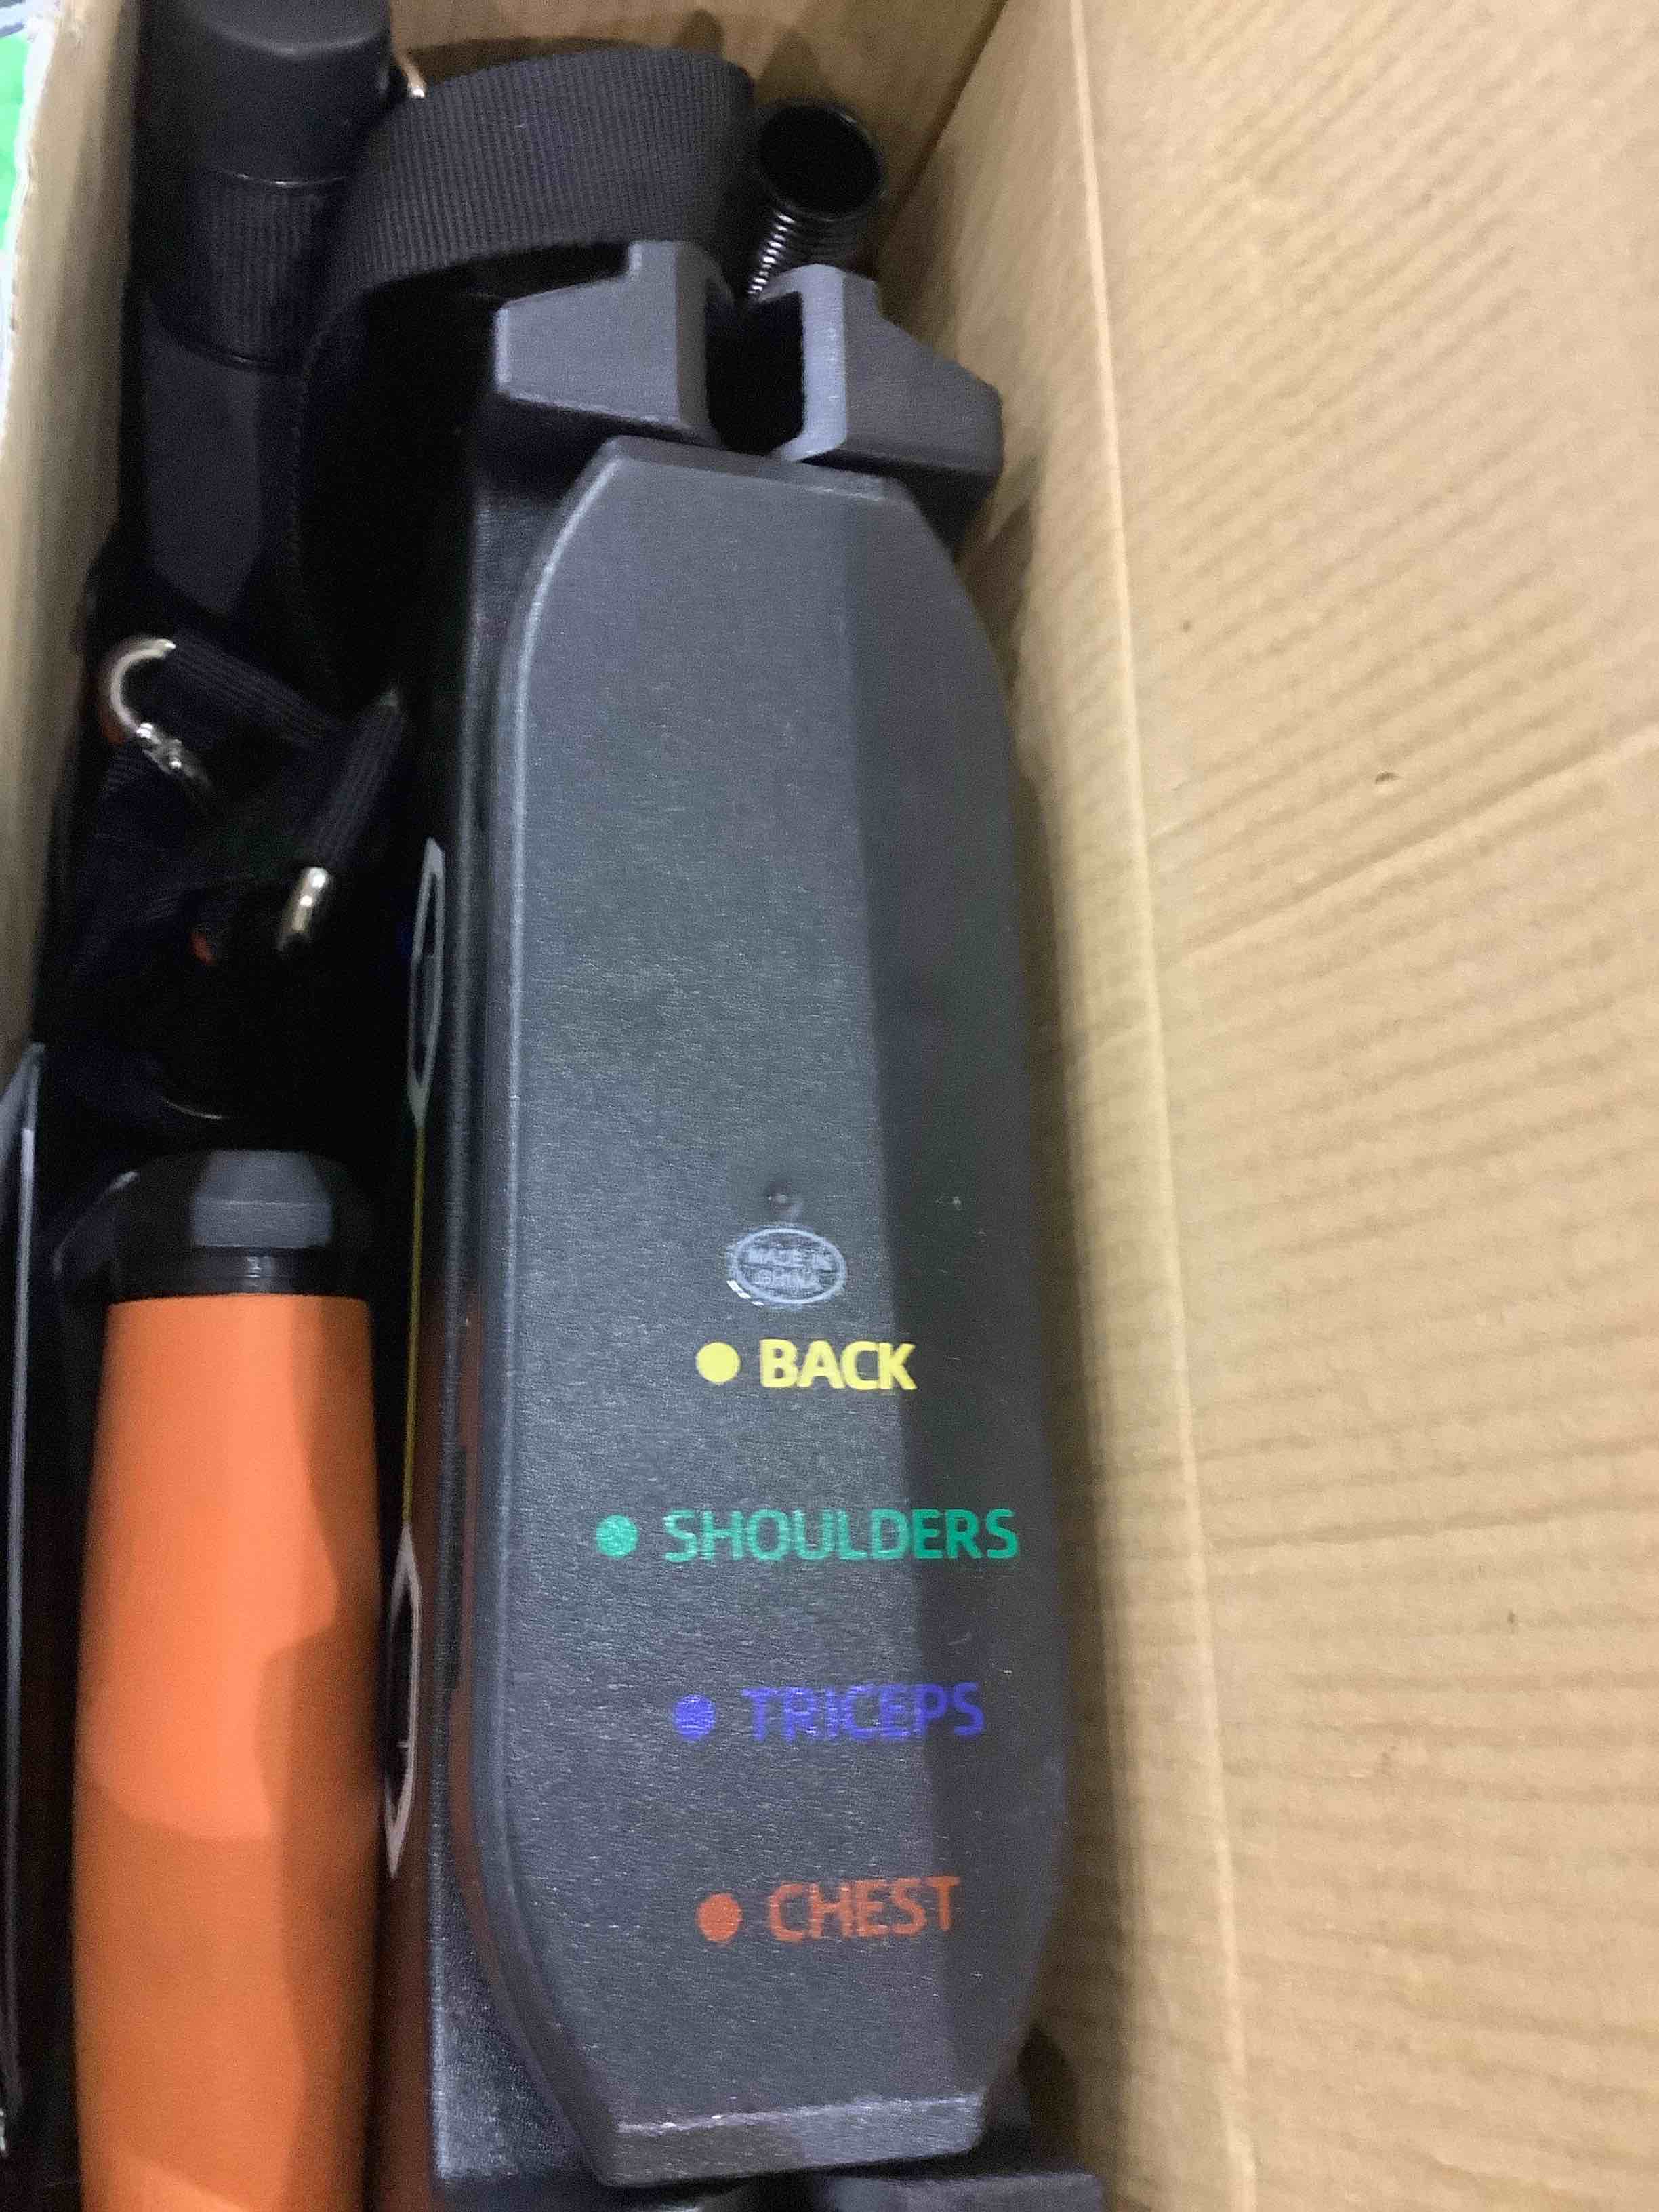 MADE IN
CHINA
BACK
SHOULDERS
TRICEPS
CHEST